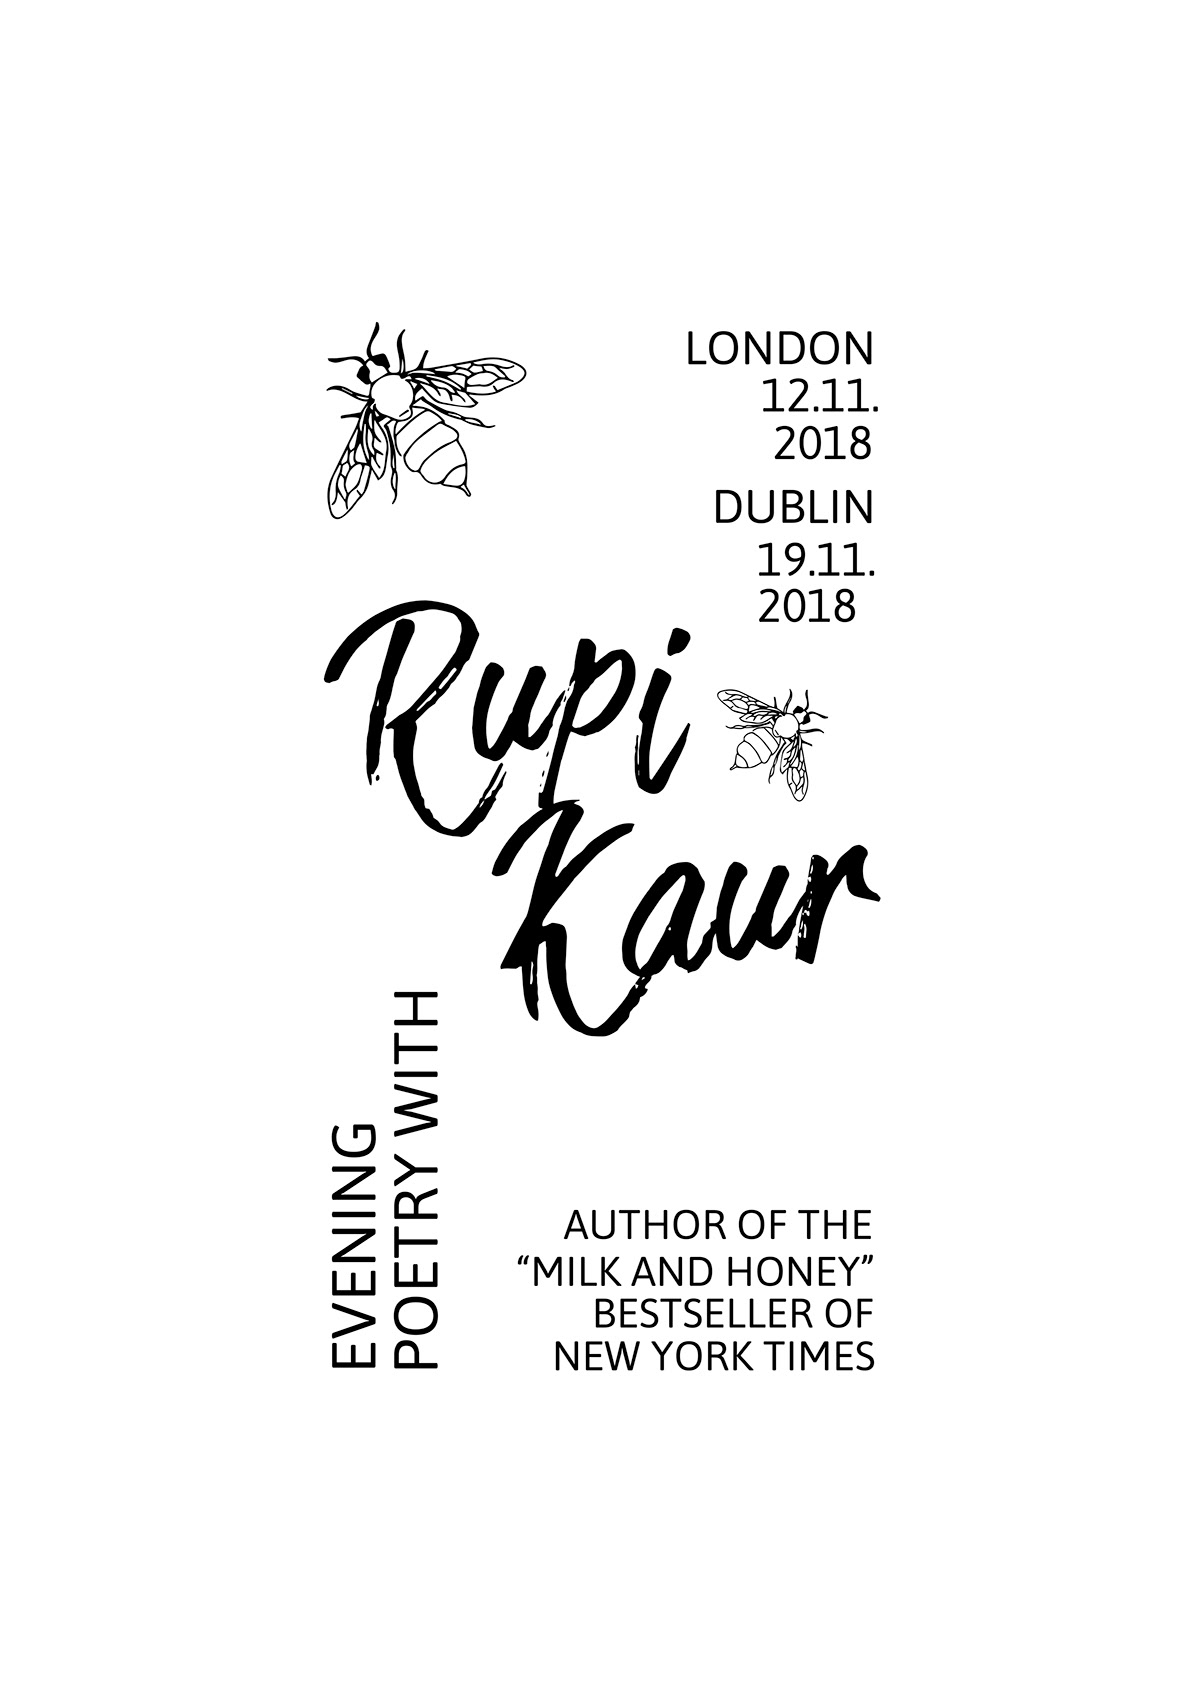 LONDON
12.11.
2018
DUBLIN
19.11.
2018
Rupi
Kaur
EVENING
POETRY WITH
AUTHOR OF THE
“MILK AND HONEY”
BESTSELLER OF
NEW YORK TIMES